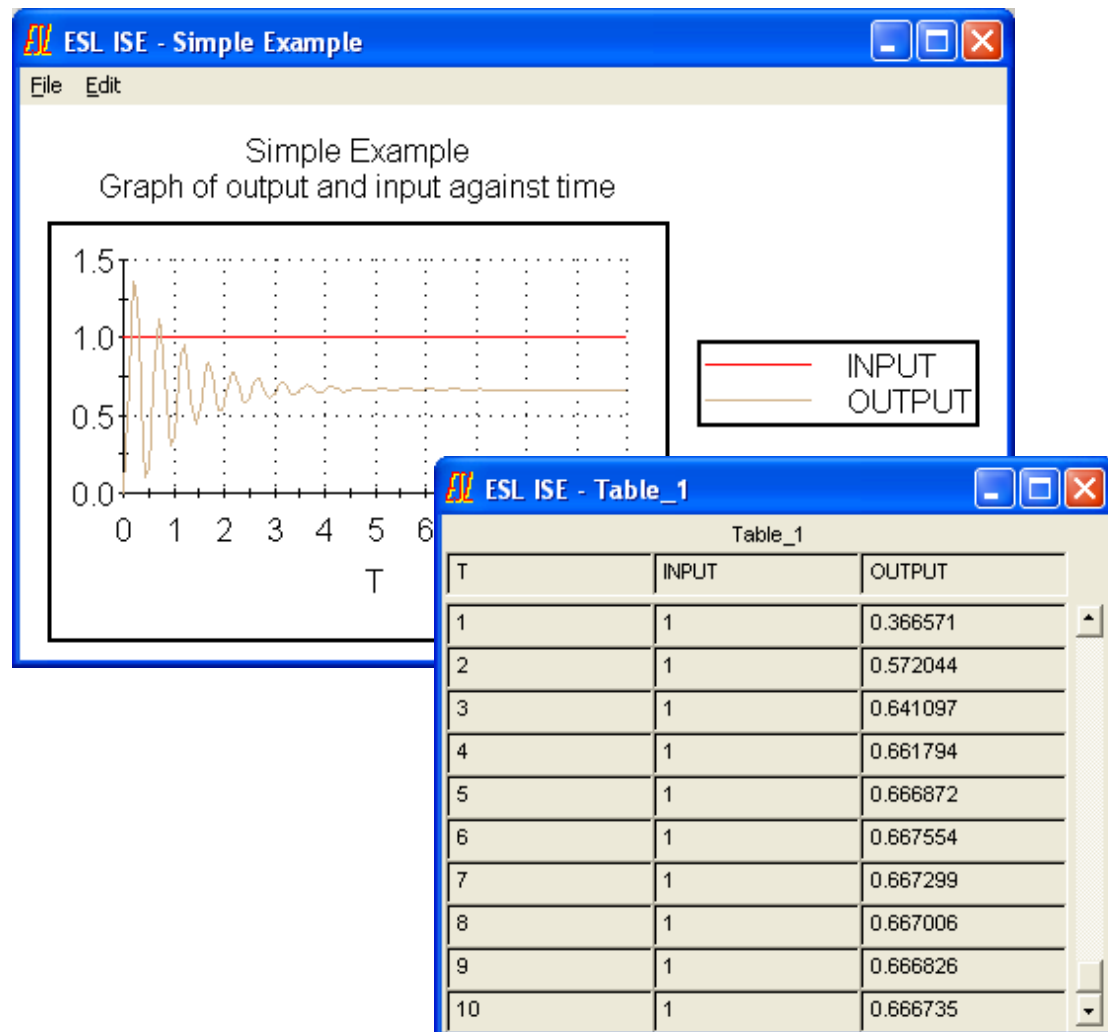 ESL ISE - Simple Example
File Edit
Simple Example
Graph of output and input against time
1.5
1.0
0.5
0.0
0 1 2 3 4 5 6
T
INPUT
OUTPUT
ESL ISE - Table_1
Table_1
T INPUT OUTPUT
1 1 0.366571
2 1 0.572044
3 1 0.641097
4 1 0.661794
5 1 0.666872
6 1 0.667554
7 1 0.667299
8 1 0.667006
9 1 0.666826
10 1 0.666735